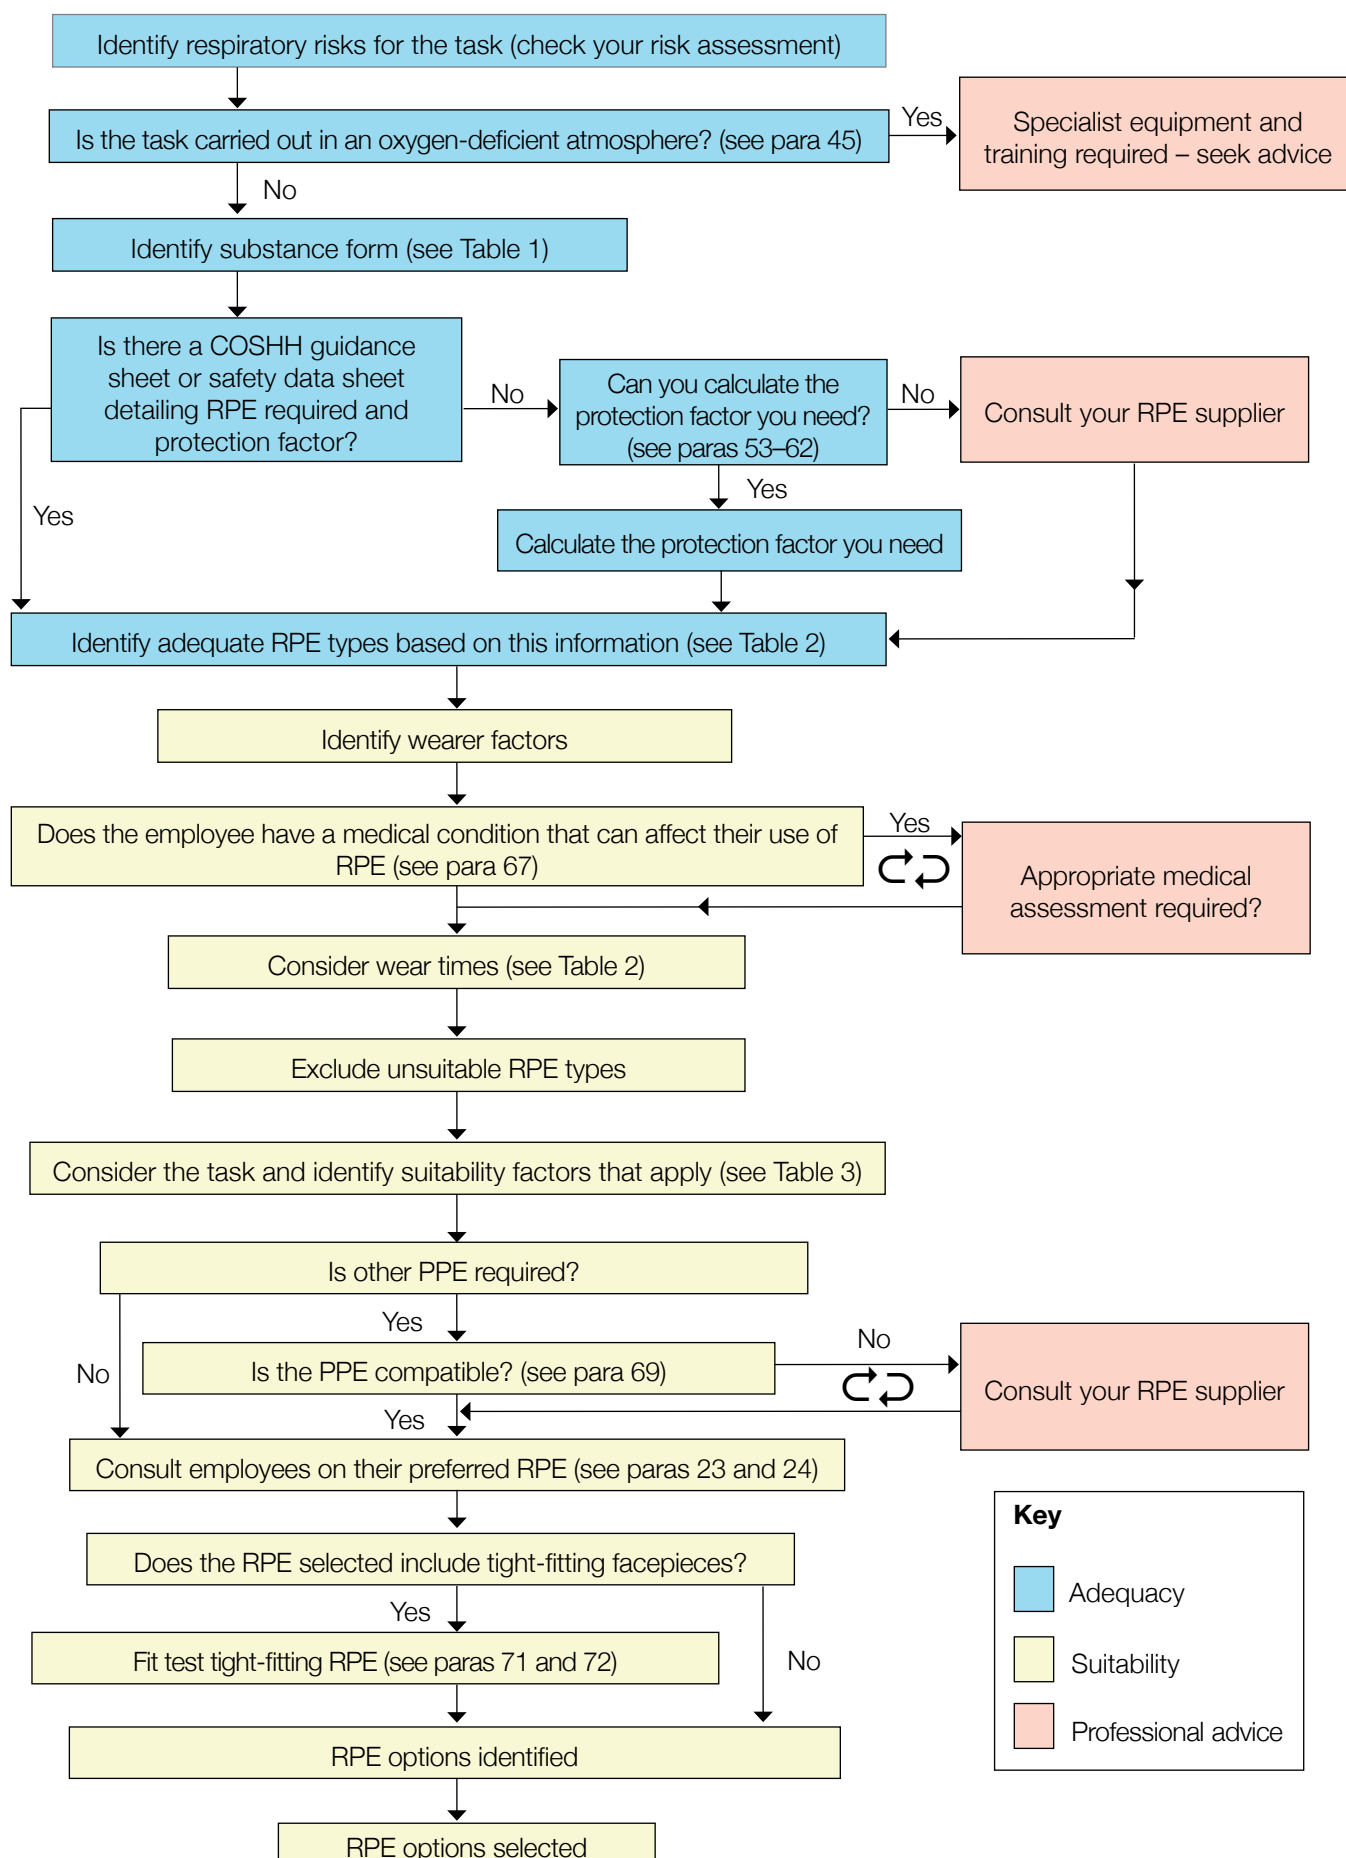 Identify respiratory risks for the task (check your risk assessment)
Is the task carried out in an oxygen-deficient atmosphere? (see para 45)
Yes
Specialist equipment and
training required – seek advice
No
Identify substance form (see Table 1)
Is there a COSHH guidance
sheet or safety data sheet
detailing RPE required and
protection factor?
No
Can you calculate the
protection factor you need?
(see paras 53–62)
No
Consult your RPE supplier
Yes
Yes
Calculate the protection factor you need
Identify adequate RPE types based on this information (see Table 2)
Identify wearer factors
Does the employee have a medical condition that can affect their use of
RPE (see para 67)
Yes
Appropriate medical
assessment required?
Consider wear times (see Table 2)
Exclude unsuitable RPE types
Consider the task and identify suitability factors that apply (see Table 3)
Is other PPE required?
Yes
No
Is the PPE compatible? (see para 69)
No
Consult your RPE supplier
Yes
Consult employees on their preferred RPE (see paras 23 and 24)
Does the RPE selected include tight-fitting facepieces?
Yes
Fit test tight-fitting RPE (see paras 71 and 72)
No
RPE options identified
RPE options selected
Key
Adequacy
Suitability
Professional advice